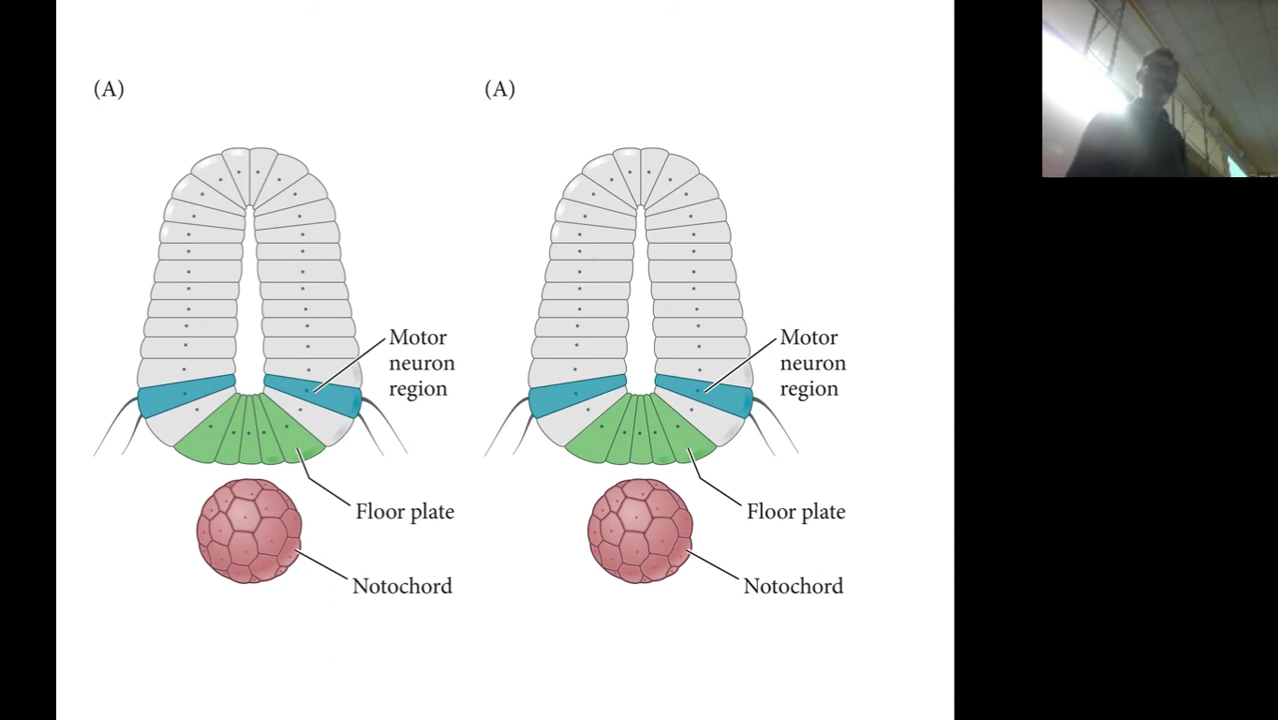 (A)
Motor
neuron
region
Floor plate
Notochord
(A)
Motor
neuron
region
Floor plate
Notochord